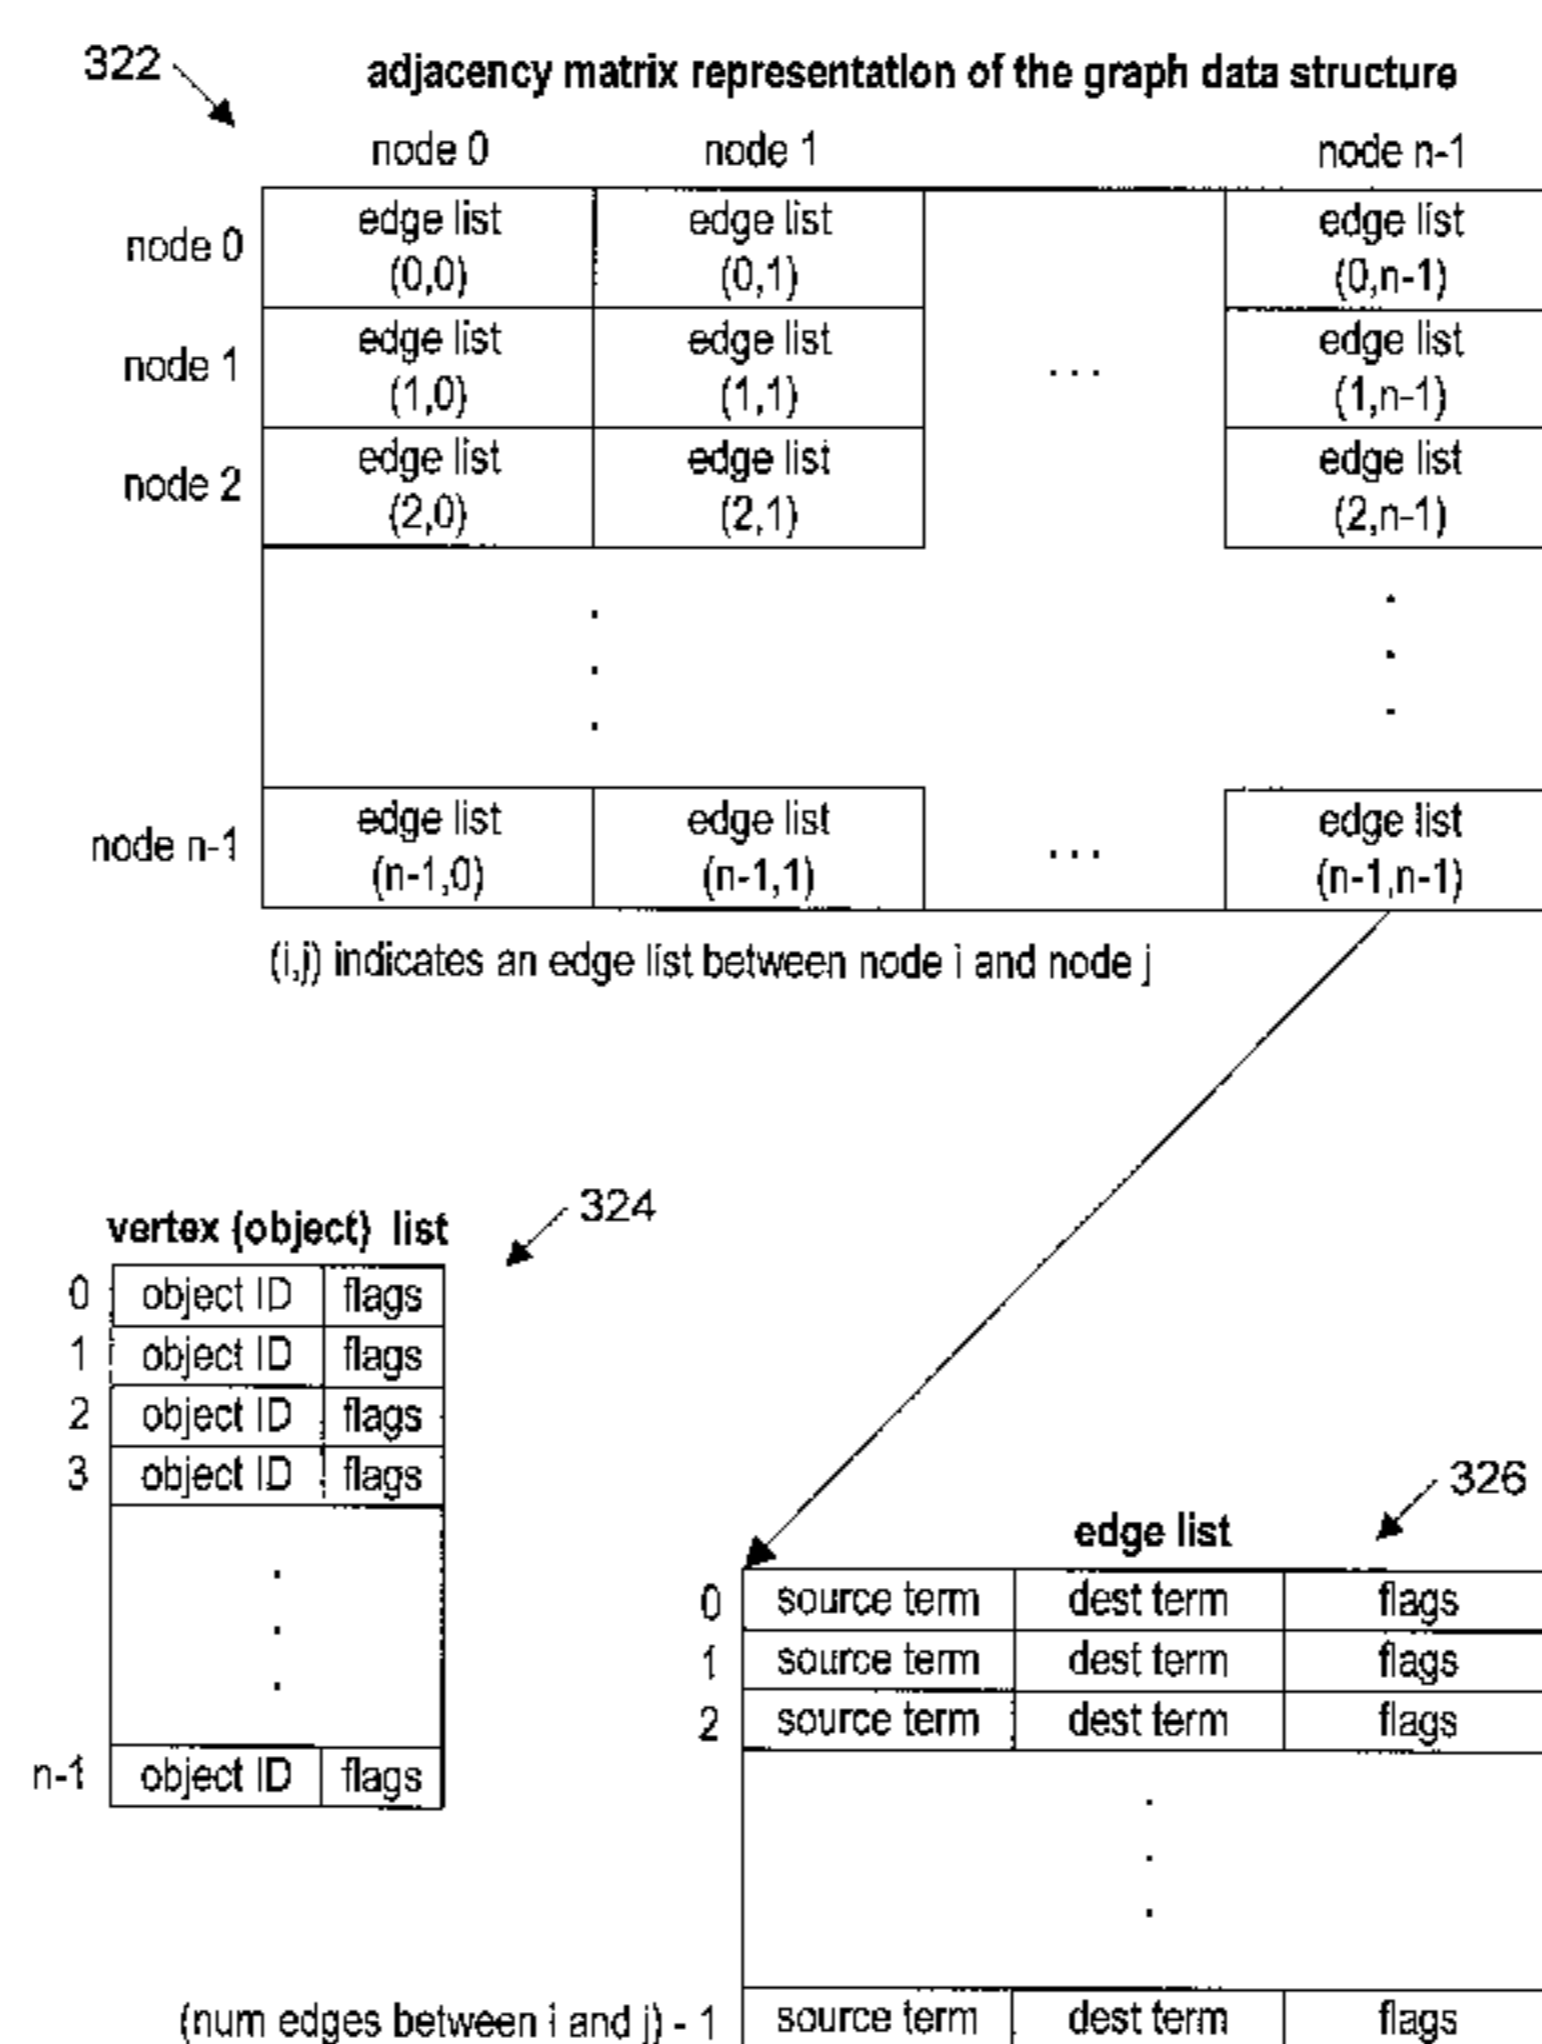 322
adjacency matrix representation of the graph data structure
node 0 node 1 node n-1
node 0 edge list (0,0) edge list (0,1) edge list (0,n-1)
node 1 edge list (1,0) edge list (1,1) ... edge list (1,n-1)
node 2 edge list (2,0) edge list (2,1) edge list (2,n-1)
node n-1 edge list (n-1,0) edge list (n-1,1) ... edge list (n-1,n-1)
(i,j) indicates an edge list between node i and node j
324
vertex (object) list
0 object ID flags
1 object ID flags
2 object ID flags
3 object ID flags
n-1 object ID flags
326
edge list
0 source term dest term flags
1 source term dest term flags
2 source term dest term flags
(num edges between i and j) - 1 source term dest term flags